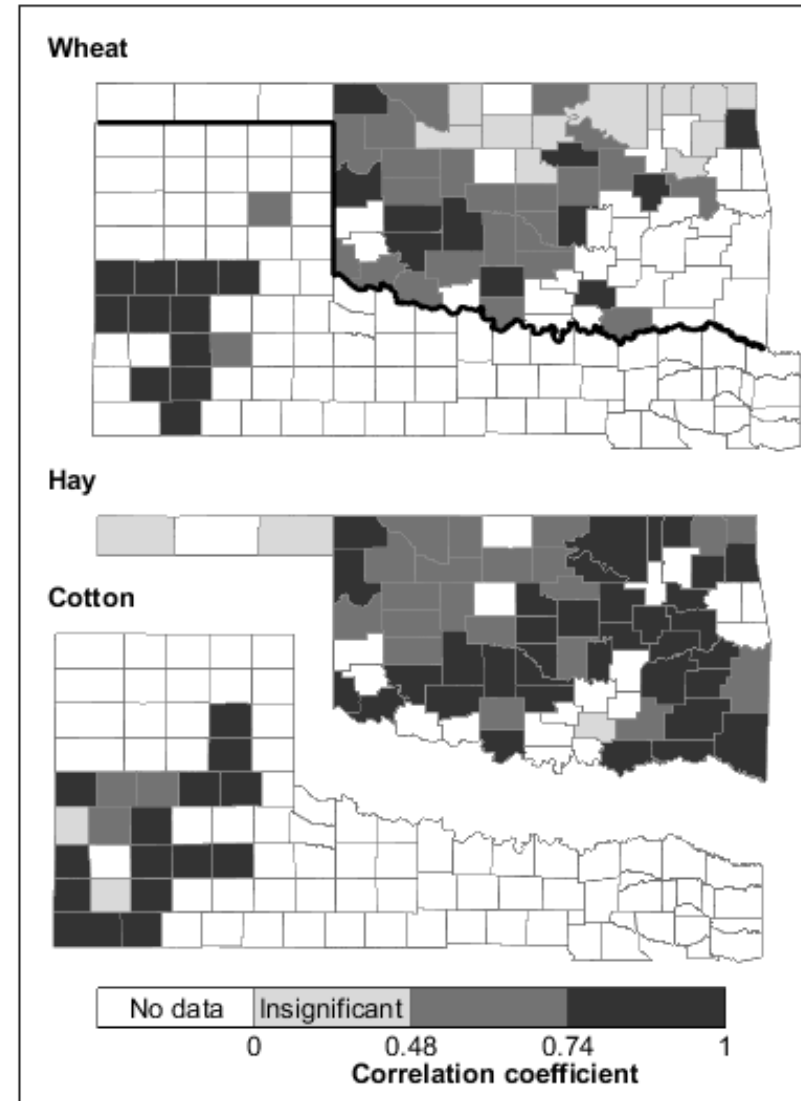 Wheat
Hay
Cotton
No data Insignificant
0 0.48 0.74 1
Correlation coefficient